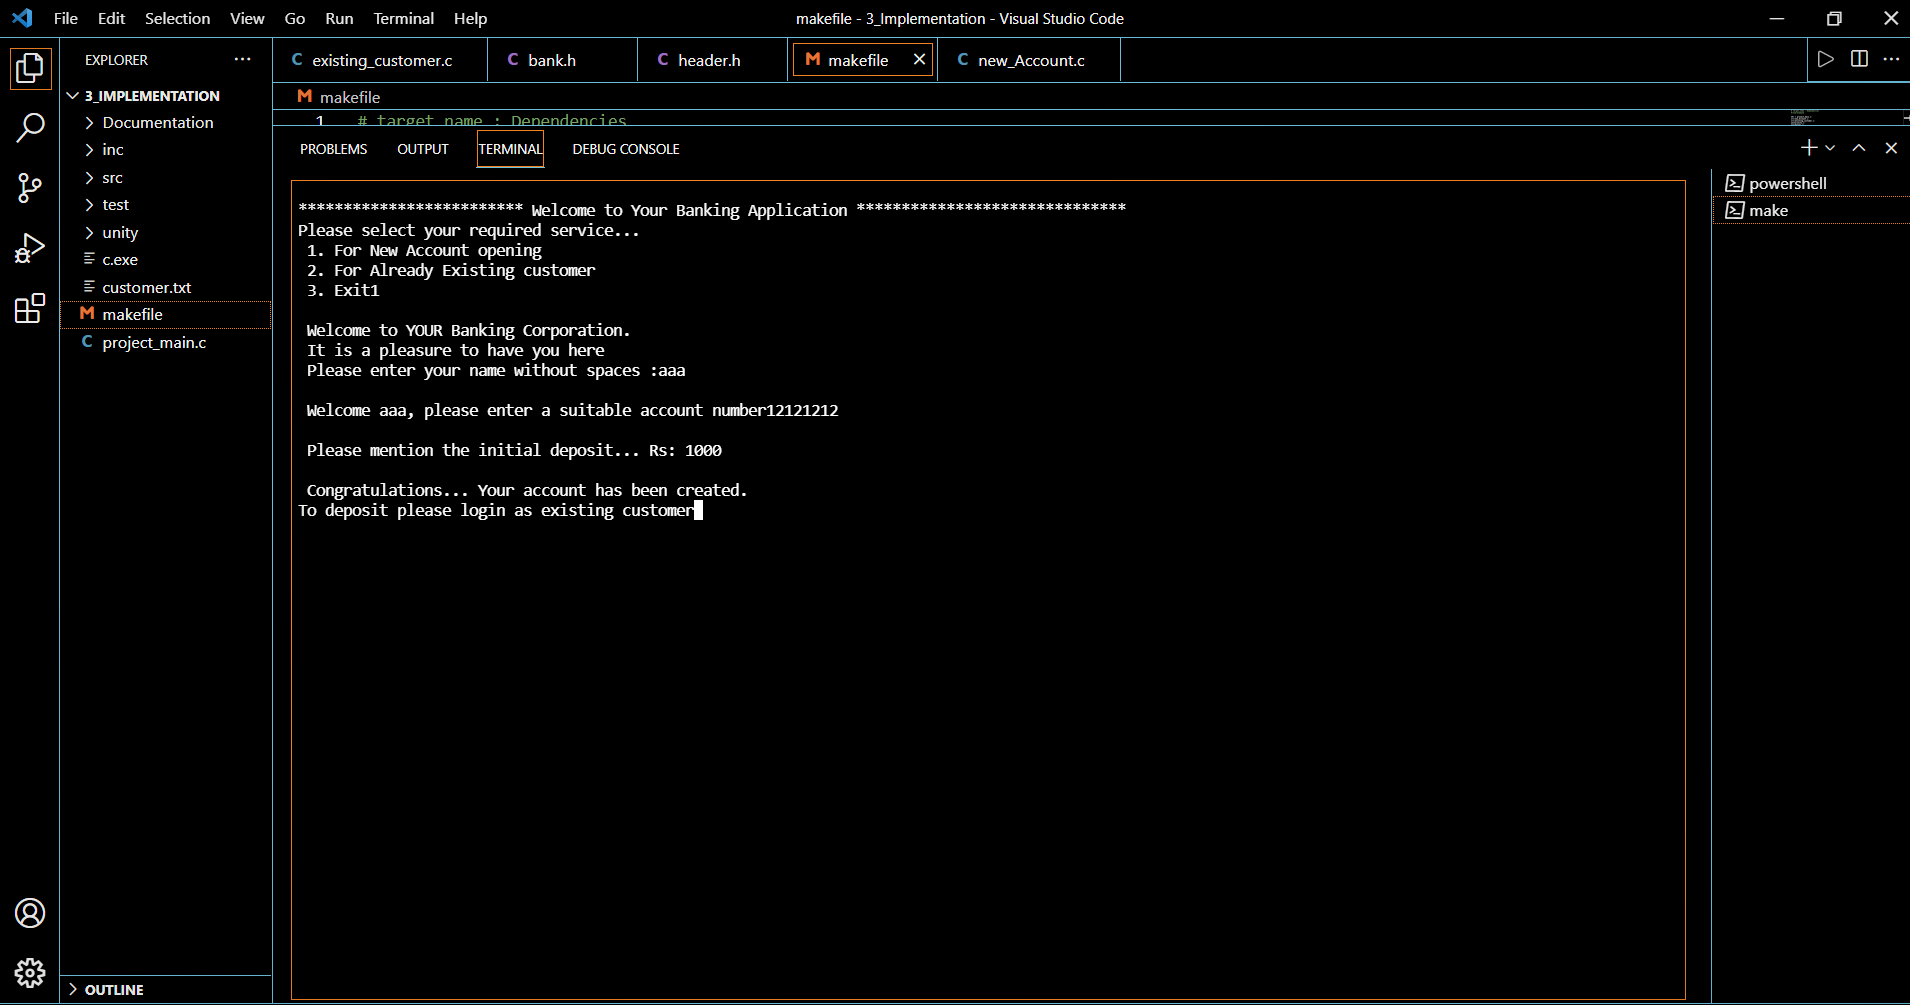 File Edit Selection View Go Run Terminal Help
makefile - 3_Implementation - Visual Studio Code
EXPLORER
3_IMPLEMENTATION
Documentation
inc
src
test
unity
c.exe
customer.txt
M makefile
C project_main.c
OUTLINE
C existing_customer.c
C bank.h
C header.h
M makefile
C new_Account.c
M makefile
1 # target name : Dependencies
PROBLEMS OUTPUT TERMINAL DEBUG CONSOLE
powershell
make
************************* Welcome to Your Banking Application ******************************
Please select your required service...
1. For New Account opening
2. For Already Existing customer
3. Exit1
Welcome to YOUR Banking Corporation.
It is a pleasure to have you here
Please enter your name without spaces :aaa
Welcome aaa, please enter a suitable account number12121212
Please mention the initial deposit... Rs: 1000
Congratulations... Your account has been created.
To deposit please login as existing customer